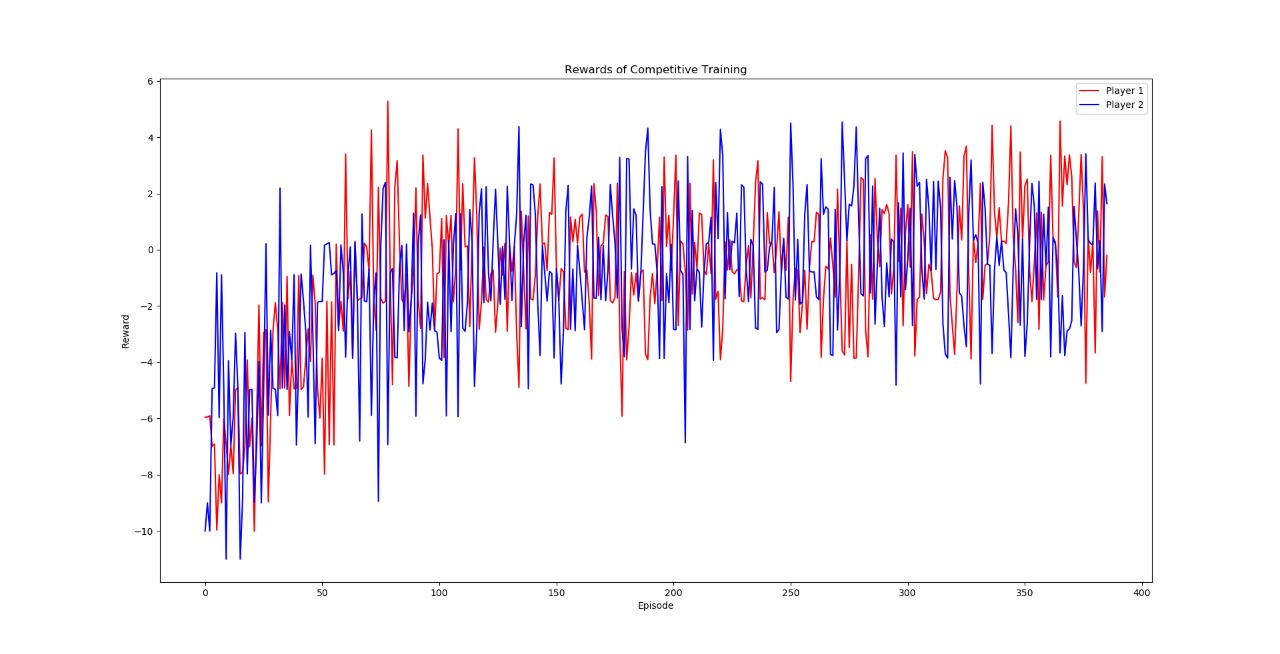 Rewards of Competitive Training
Player 1
Player 2
Reward
6
4
2
0
−2
−4
−6
−8
−10
0 50 100 150 200 250 300 350 400
Episode